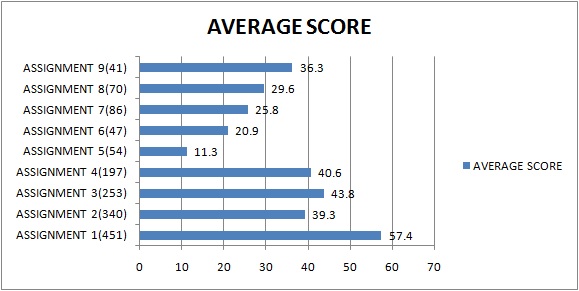 AVERAGE SCORE
ASSIGNMENT 9(41) 36.3
ASSIGNMENT 8(70) 29.6
ASSIGNMENT 7(86) 25.8
ASSIGNMENT 6(47) 20.9
ASSIGNMENT 5(54) 11.3
ASSIGNMENT 4(197) 40.6
ASSIGNMENT 3(253) 43.8
ASSIGNMENT 2(340) 39.3
ASSIGNMENT 1(451) 57.4
0 10 20 30 40 50 60 70
AVERAGE SCORE